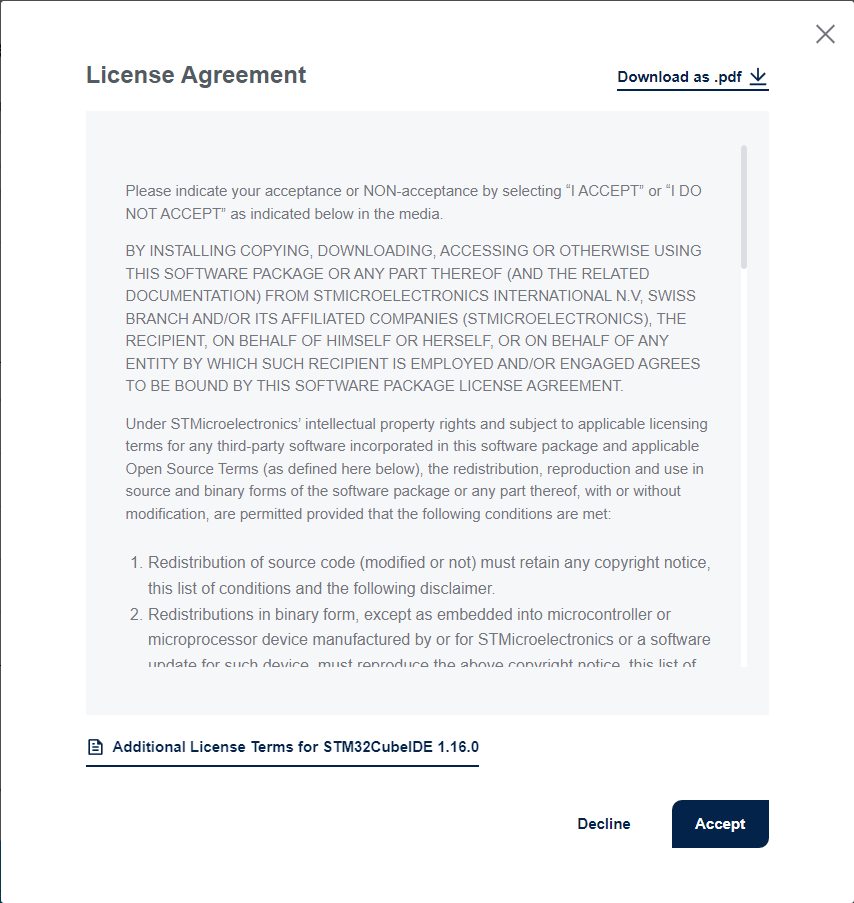 License Agreement
Download as .pdf
Please indicate your acceptance or NON-acceptance by selecting “I ACCEPT” or “I DO
NOT ACCEPT” as indicated below in the media.
BY INSTALLING COPYING, DOWNLOADING, ACCESSING OR OTHERWISE USING
THIS SOFTWARE PACKAGE OR ANY PART THEREOF (AND THE RELATED
DOCUMENTATION) FROM STMICROELECTRONICS INTERNATIONAL N.V, SWISS
BRANCH AND/OR ITS AFFILIATED COMPANIES (STMICROELECTRONICS), THE
RECIPIENT, ON BEHALF OF HIMSELF OR HERSELF, OR ON BEHALF OF ANY
ENTITY BY WHICH SUCH RECIPIENT IS EMPLOYED AND/OR ENGAGED AGREES
TO BE BOUND BY THIS SOFTWARE PACKAGE LICENSE AGREEMENT.
Under STMicroelectronics’ intellectual property rights and subject to applicable licensing
terms for any third-party software incorporated in this software package and applicable
Open Source Terms (as defined here below), the redistribution, reproduction and use in
source and binary forms of the software package or any part thereof, with or without
modification, are permitted provided that the following conditions are met:
1. Redistribution of source code (modified or not) must retain any copyright notice,
this list of conditions and the following disclaimer.
2. Redistributions in binary form, except as embedded into microcontroller or
microprocessor device manufactured by or for STMicroelectronics or a software
update for such device, must reproduce the above copyright notice, this list of
Additional License Terms for STM32CubeIDE 1.16.0
Decline
Accept